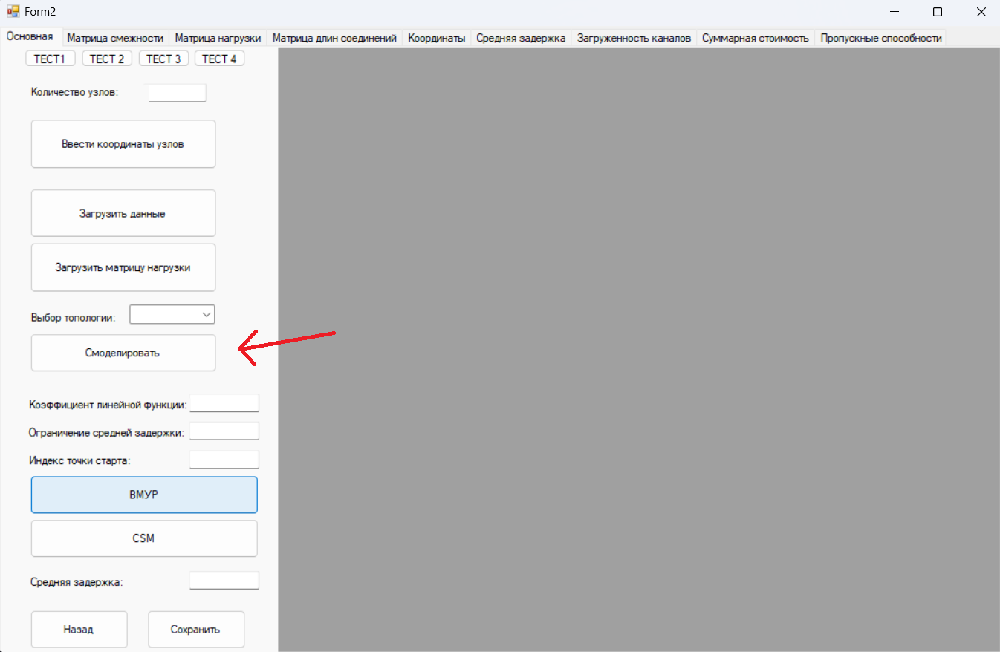 Form2
Основная Матрица смежности Матрица нагрузки Матрица длин соединений Координаты Средняя задержка Загруженность каналов Суммарная стоимость Пропускные способности
ТЕСТ1 ТЕСТ 2 ТЕСТ 3 ТЕСТ 4
Количество узлов:
Ввести координаты узлов
Загрузить данные
Загрузить матрицу нагрузки
Выбор топологии:
Смоделировать
Коэффициент линейной функции:
Ограничение средней задержки:
Индекс точки старта:
ВМУР
CSM
Средняя задержка:
Назад Сохранить